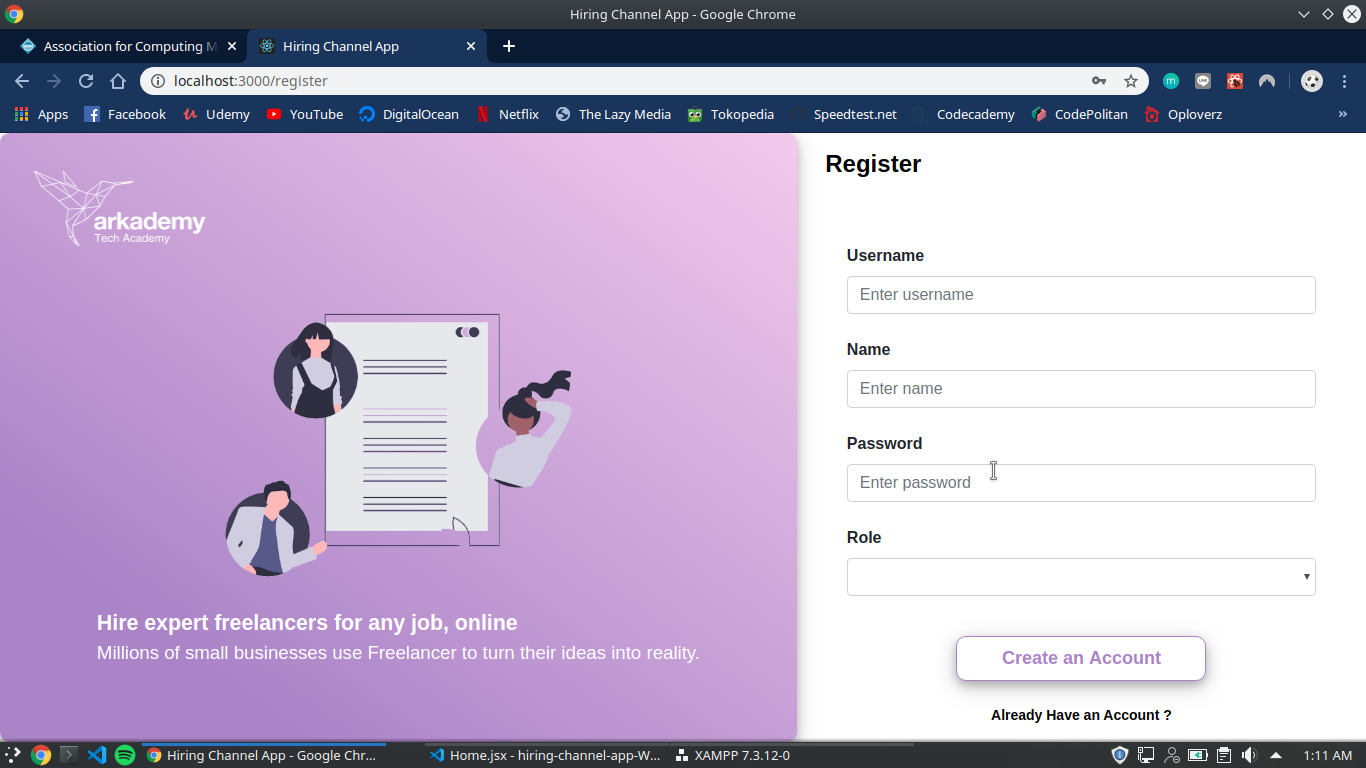 Hiring Channel App - Google Chrome
Association for Computing M
Hiring Channel App
localhost:3000/register
m
LINE
Apps
Facebook
Udemy
YouTube
DigitalOcean
Netflix
The Lazy Media
Tokopedia
Speedtest.net
Codecademy
CodePolitan
Oploverz
»
arkademy
Tech Academy
Hire expert freelancers for any job, online
Millions of small businesses use Freelancer to turn their ideas into reality.
Register
Username
Enter username
Name
Enter name
Password
Enter password
Role
Create an Account
Already Have an Account ?
Hiring Channel App - Google Chr...
Home.jsx - hiring-channel-app-W...
XAMPP 7.3.12-0
1:11 AM